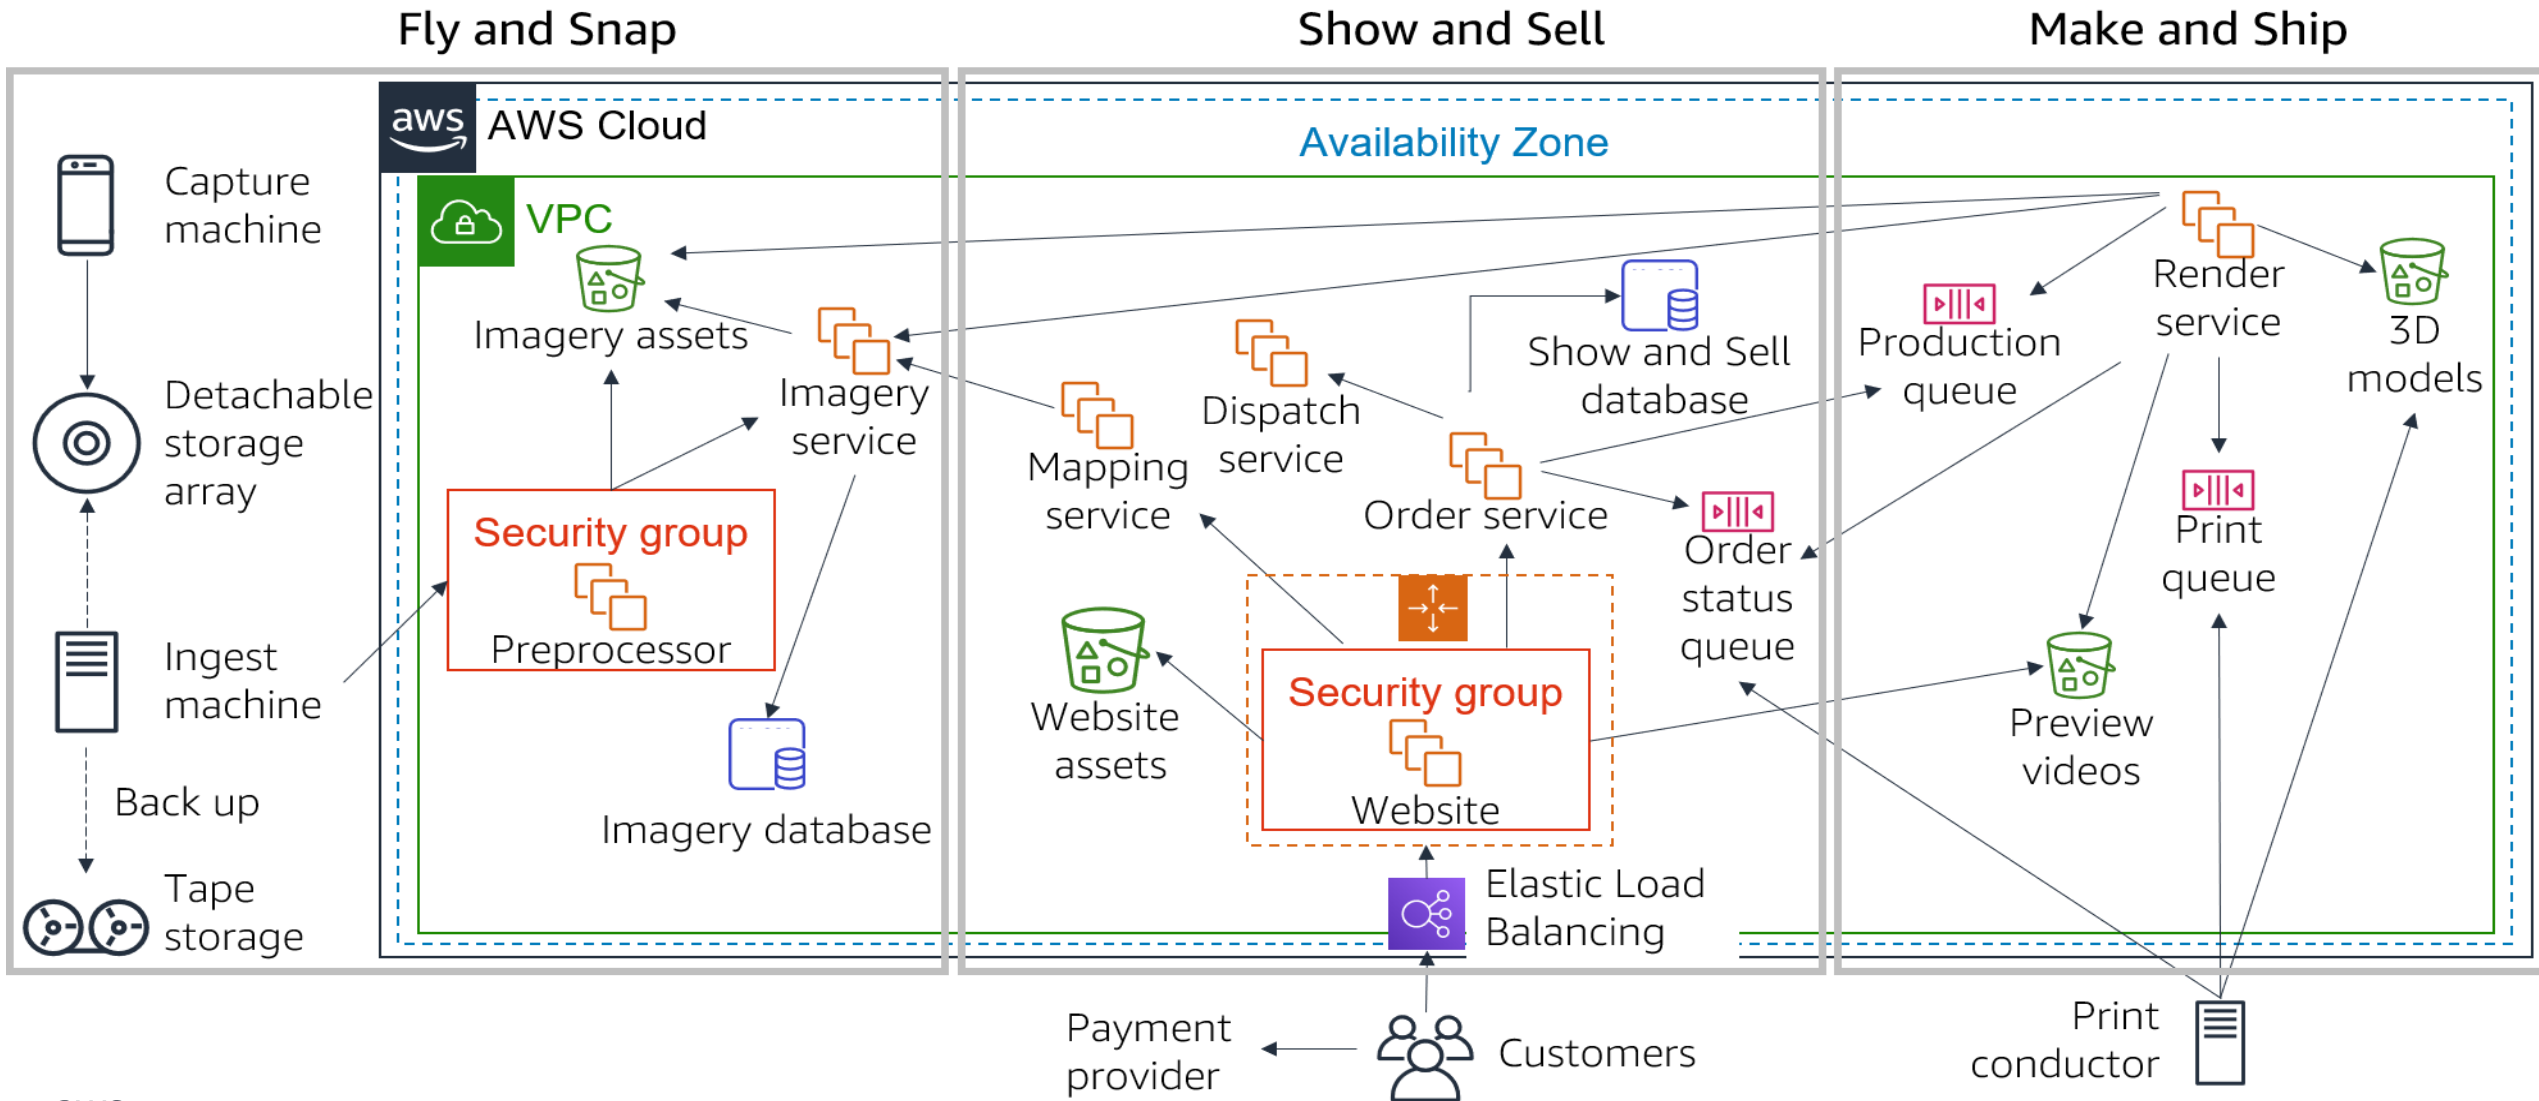 Fly and Snap
Show and Sell
Make and Ship
aws
AWS Cloud
Availability Zone
VPC
Capture
machine
Detachable
storage
array
Ingest
machine
Back up
Tape
storage
Imagery assets
Imagery
service
Security group
Preprocessor
Imagery database
Mapping
service
Dispatch
service
Show and Sell
database
Order service
Order
status
queue
Website
assets
Security group
Website
Elastic Load
Balancing
Payment
provider
Customers
Production
queue
Render
service
3D
models
Print
queue
Preview
videos
Print
conductor